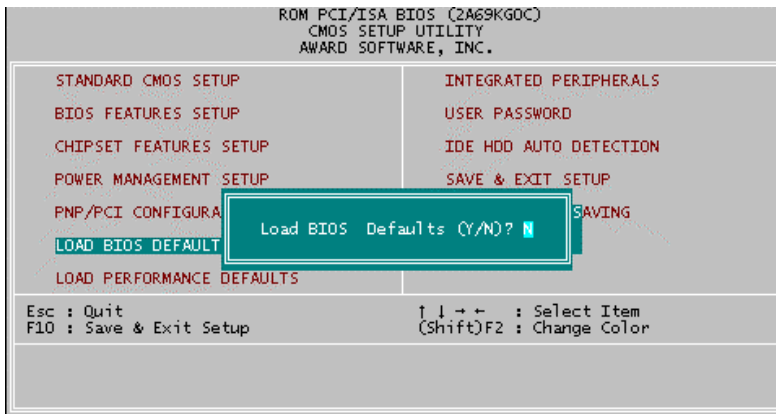 ROM PCI/ISA BIOS (2A69KGOC)
CMOS SETUP UTILITY
AWARD SOFTWARE, INC.
STANDARD CMOS SETUP
BIOS FEATURES SETUP
CHIPSET FEATURES SETUP
POWER MANAGEMENT SETUP
PNP/PCI CONFIGURA
LOAD BIOS DEFAULT
LOAD PERFORMANCE DEFAULTS
INTEGRATED PERIPHERALS
USER PASSWORD
IDE HDD AUTO DETECTION
SAVE & EXIT SETUP
SAVING
Load BIOS Defaults (Y/N)? N
Esc : Quit
F10 : Save & Exit Setup
↑ ↓ → ← : Select Item
(Shift)F2 : Change Color